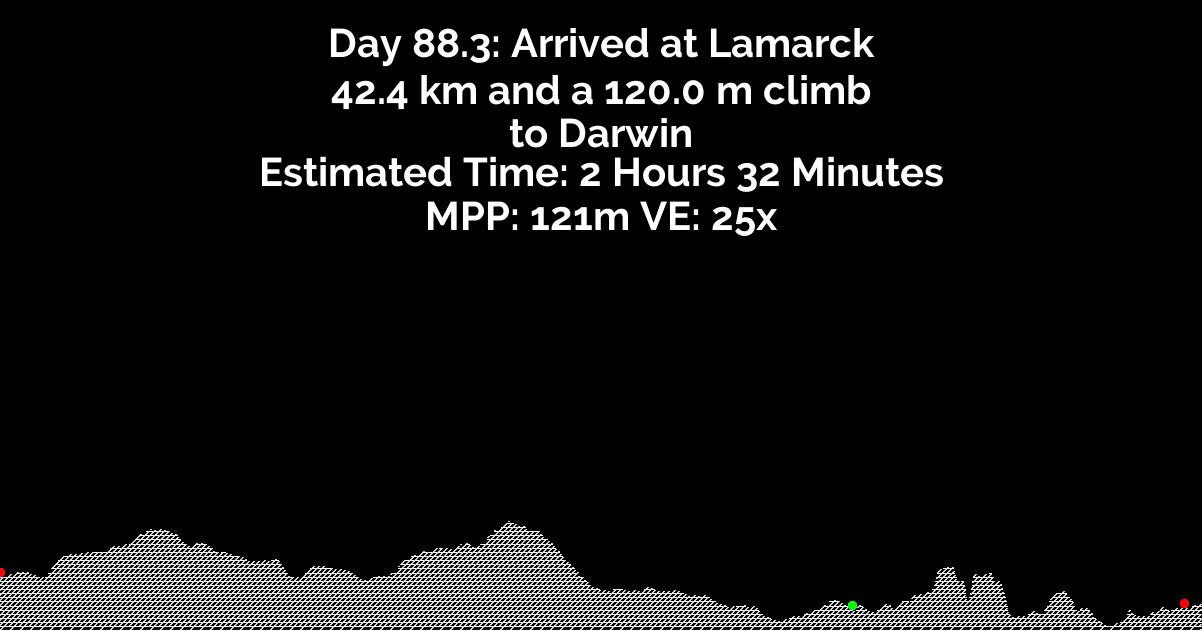 Day 88.3: Arrived at Lamarck
42.4 km and a 120.0 m climb
to Darwin
Estimated Time: 2 Hours 32 Minutes
MPP: 121m VE: 25x